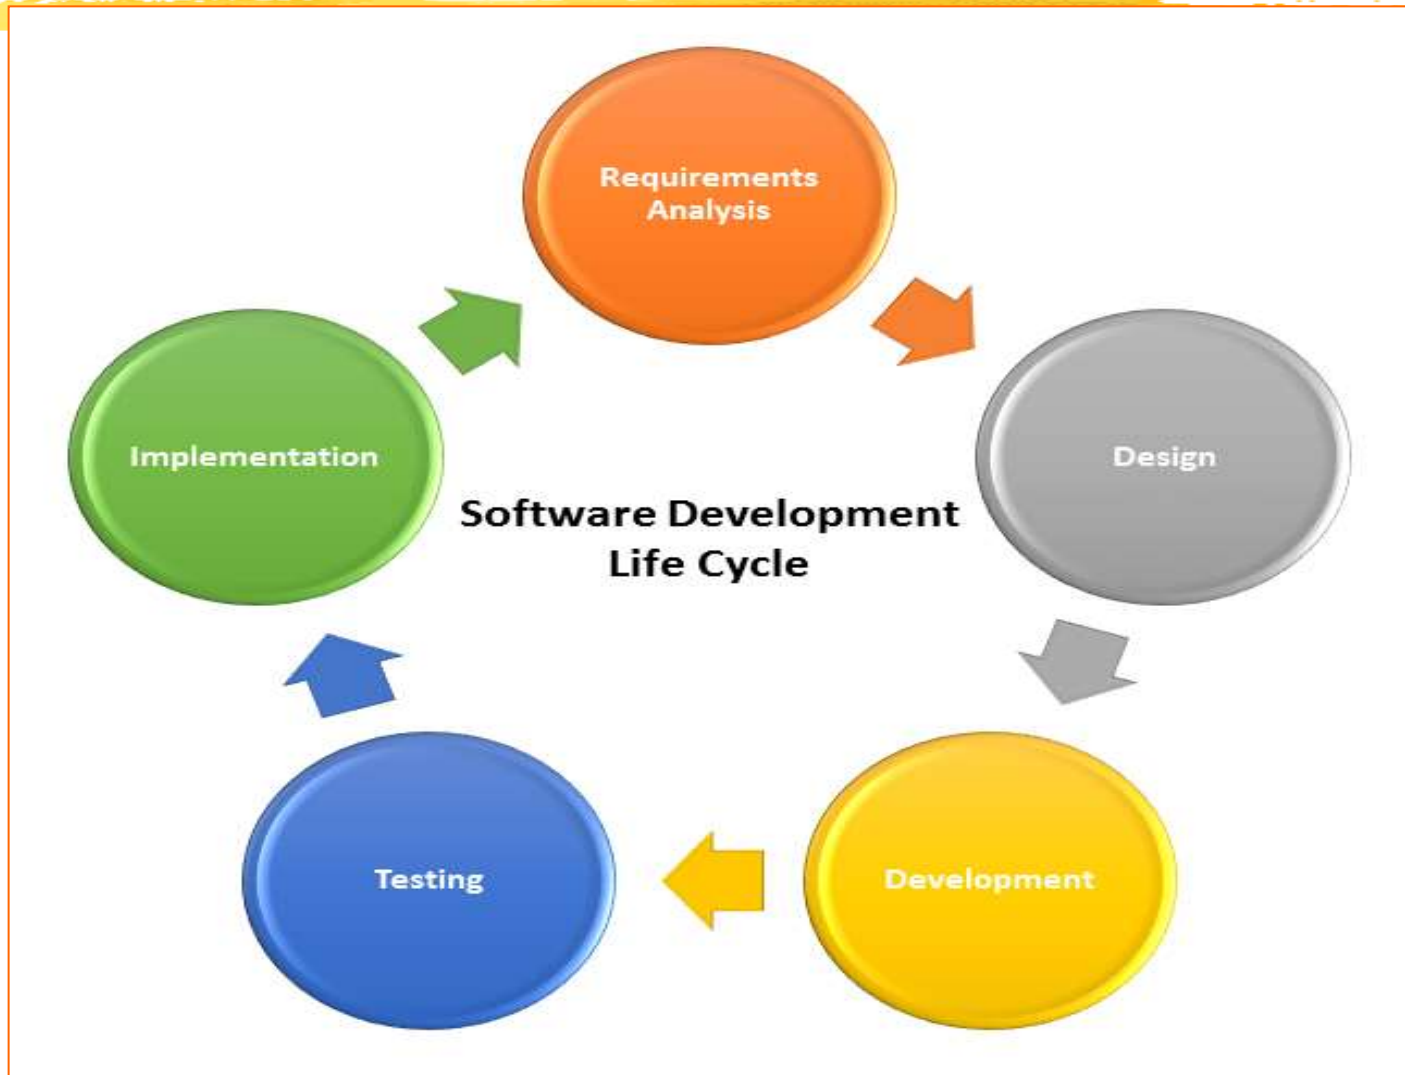 Requirements
Analysis
Design
Development
Testing
Implementation
Software Development
Life Cycle